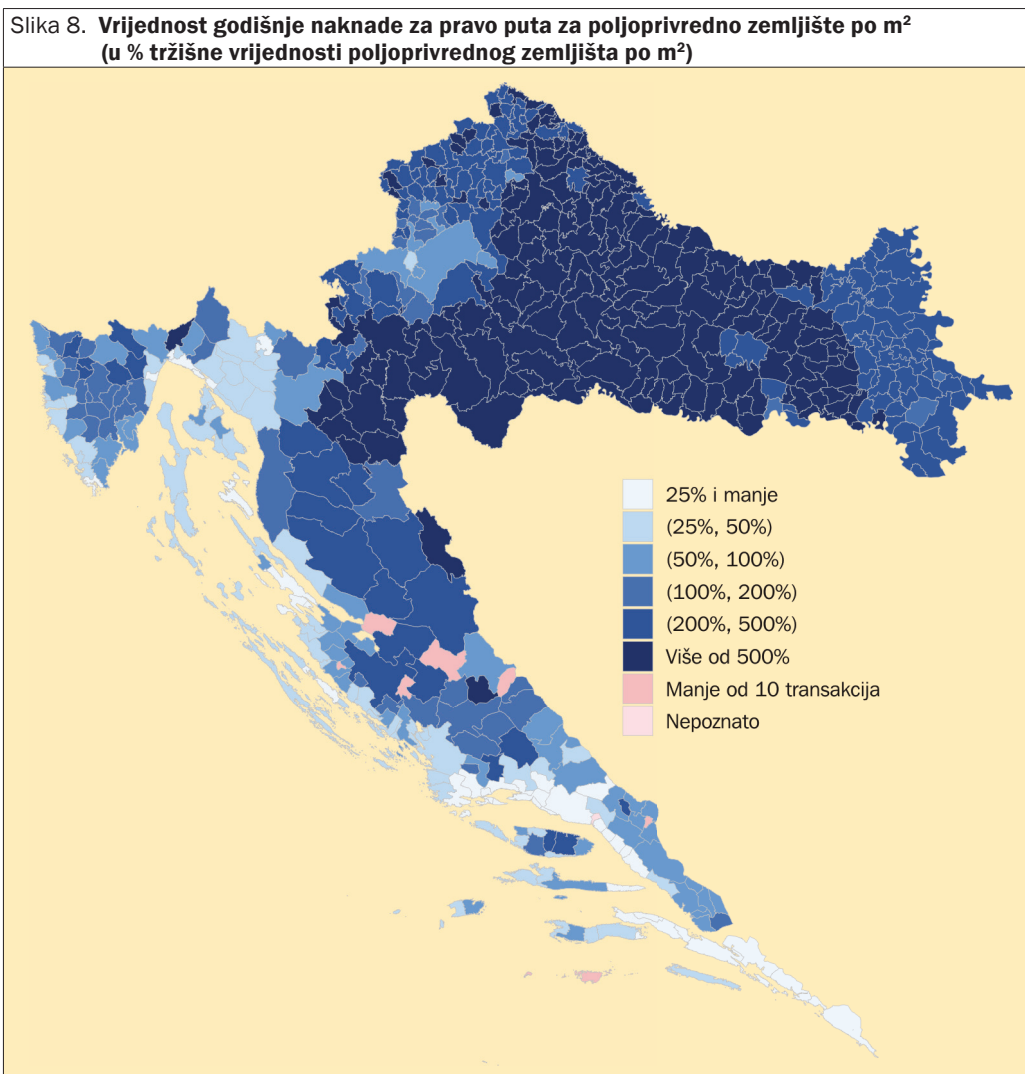 Slika 8. Vrijednost godišnje naknade za pravo puta za poljoprivredno zemljište po m²
(u % tržišne vrijednosti poljoprivrednog zemljišta po m²)
25% i manje
(25%, 50%)
(50%, 100%)
(100%, 200%)
(200%, 500%)
Više od 500%
Manje od 10 transakcija
Nepoznato